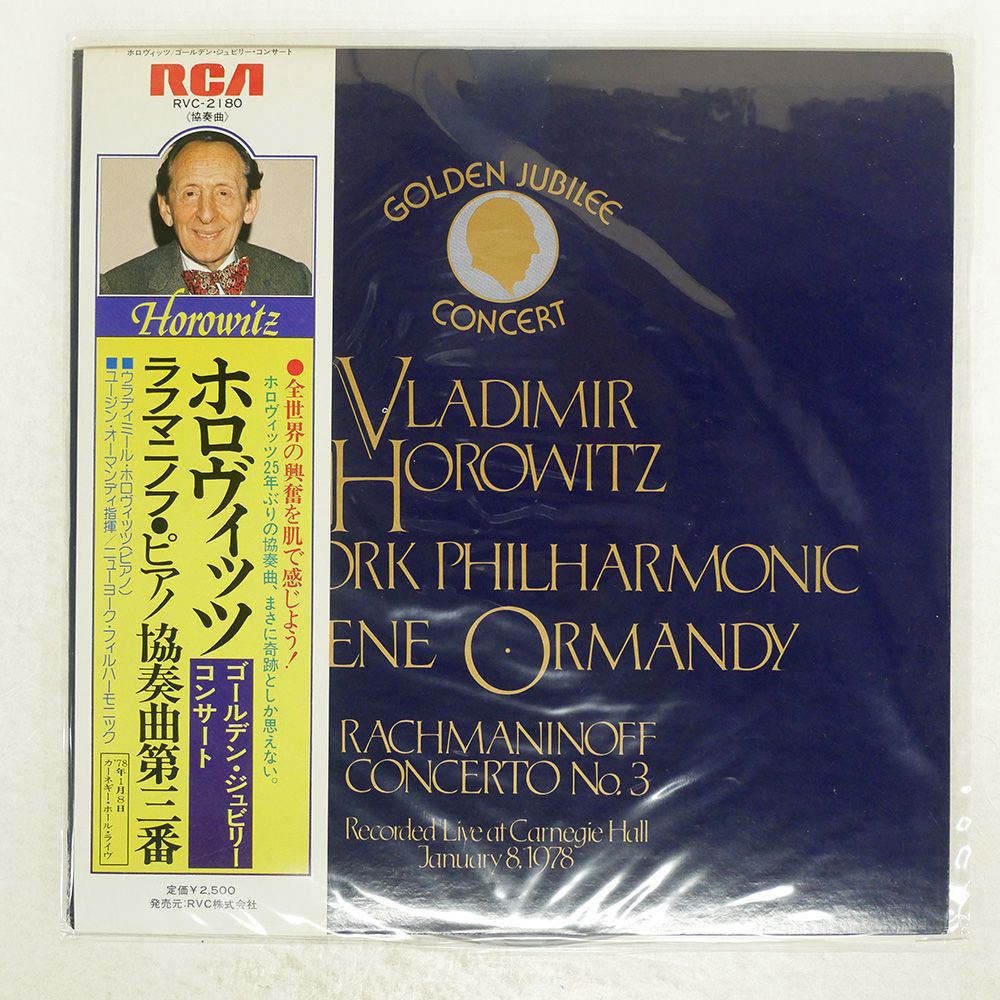 ホロヴィッツ/ゴールデン・ジュビリー・コンサート
RCA
RVC-2180
《協奏曲》
Horowitz
●全世界の興奮を肌で感じよう!
ホロヴィッツ25年ぶりの協奏曲、まさに奇跡としか思えない。
ホロヴィッツ
ゴールデン・ジュビリー
コンサート
ラフマニノフ・ピアノ協奏曲第三番
■ウラディミール・ホロヴィッツ(ピアノ)
■ユージン・オーマンディ指揮/ニューヨーク・フィルハーモニック
'78年1月8日
カーネギー・ホール・ライヴ
定価¥2,500
発売元:RVC株式会社
GOLDEN JUBILEE
CONCERT
VLADIMIR
HOROWITZ
ORK PHILHARMONIC
ENE ORMANDY
RACHMANINOFF
CONCERTO No. 3
Recorded Live at Carnegie Hall
January 8, 1978